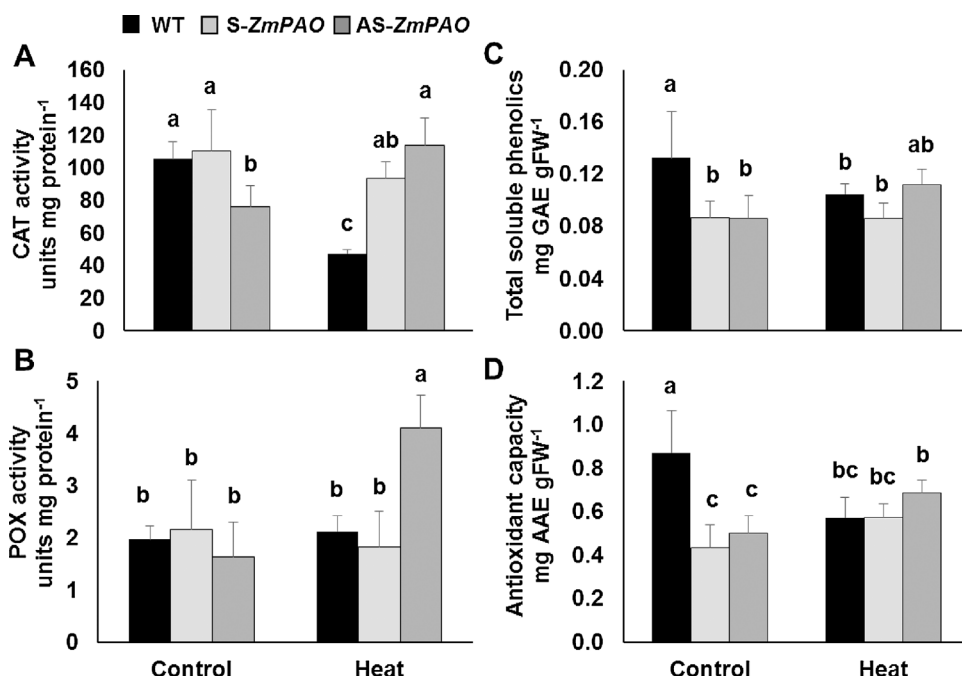 WT S-ZmPAO AS-ZmPAO
A
CAT activity
units mg protein⁻¹
160
140
120
100
80
60
40
20
0
a a b
c ab a
B
POX activity
units mg protein⁻¹
5
4
3
2
1
0
b b b
b b a
Control Heat
C
Total soluble phenolics
mg GAE gFW⁻¹
0.20
0.16
0.12
0.08
0.04
0.00
a b b
b b ab
D
Antioxidant capacity
mg AAE gFW⁻¹
1.2
1.0
0.8
0.6
0.4
0.2
0.0
a c c
bc bc b
Control Heat